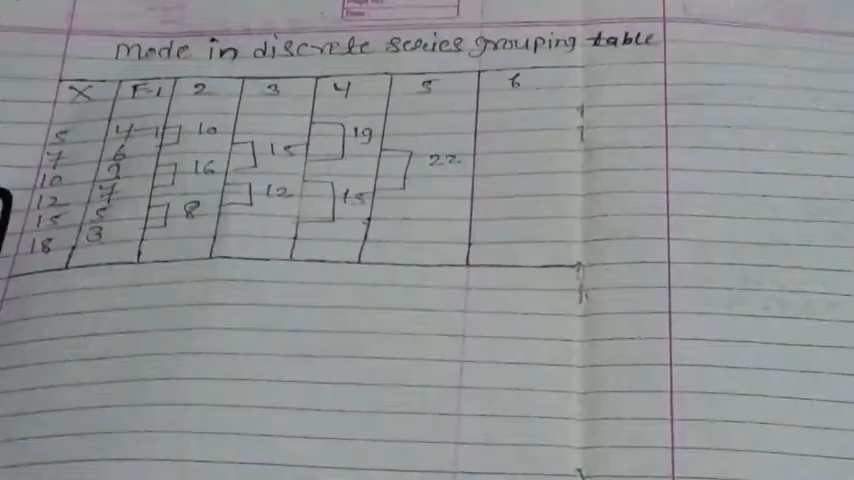 Mode in discrete series grouping table
X F-1 2 3 4 5 6
5 4 10 19
7 6 15 22
10 9 16
12 7 12 15
15 5 8
18 3